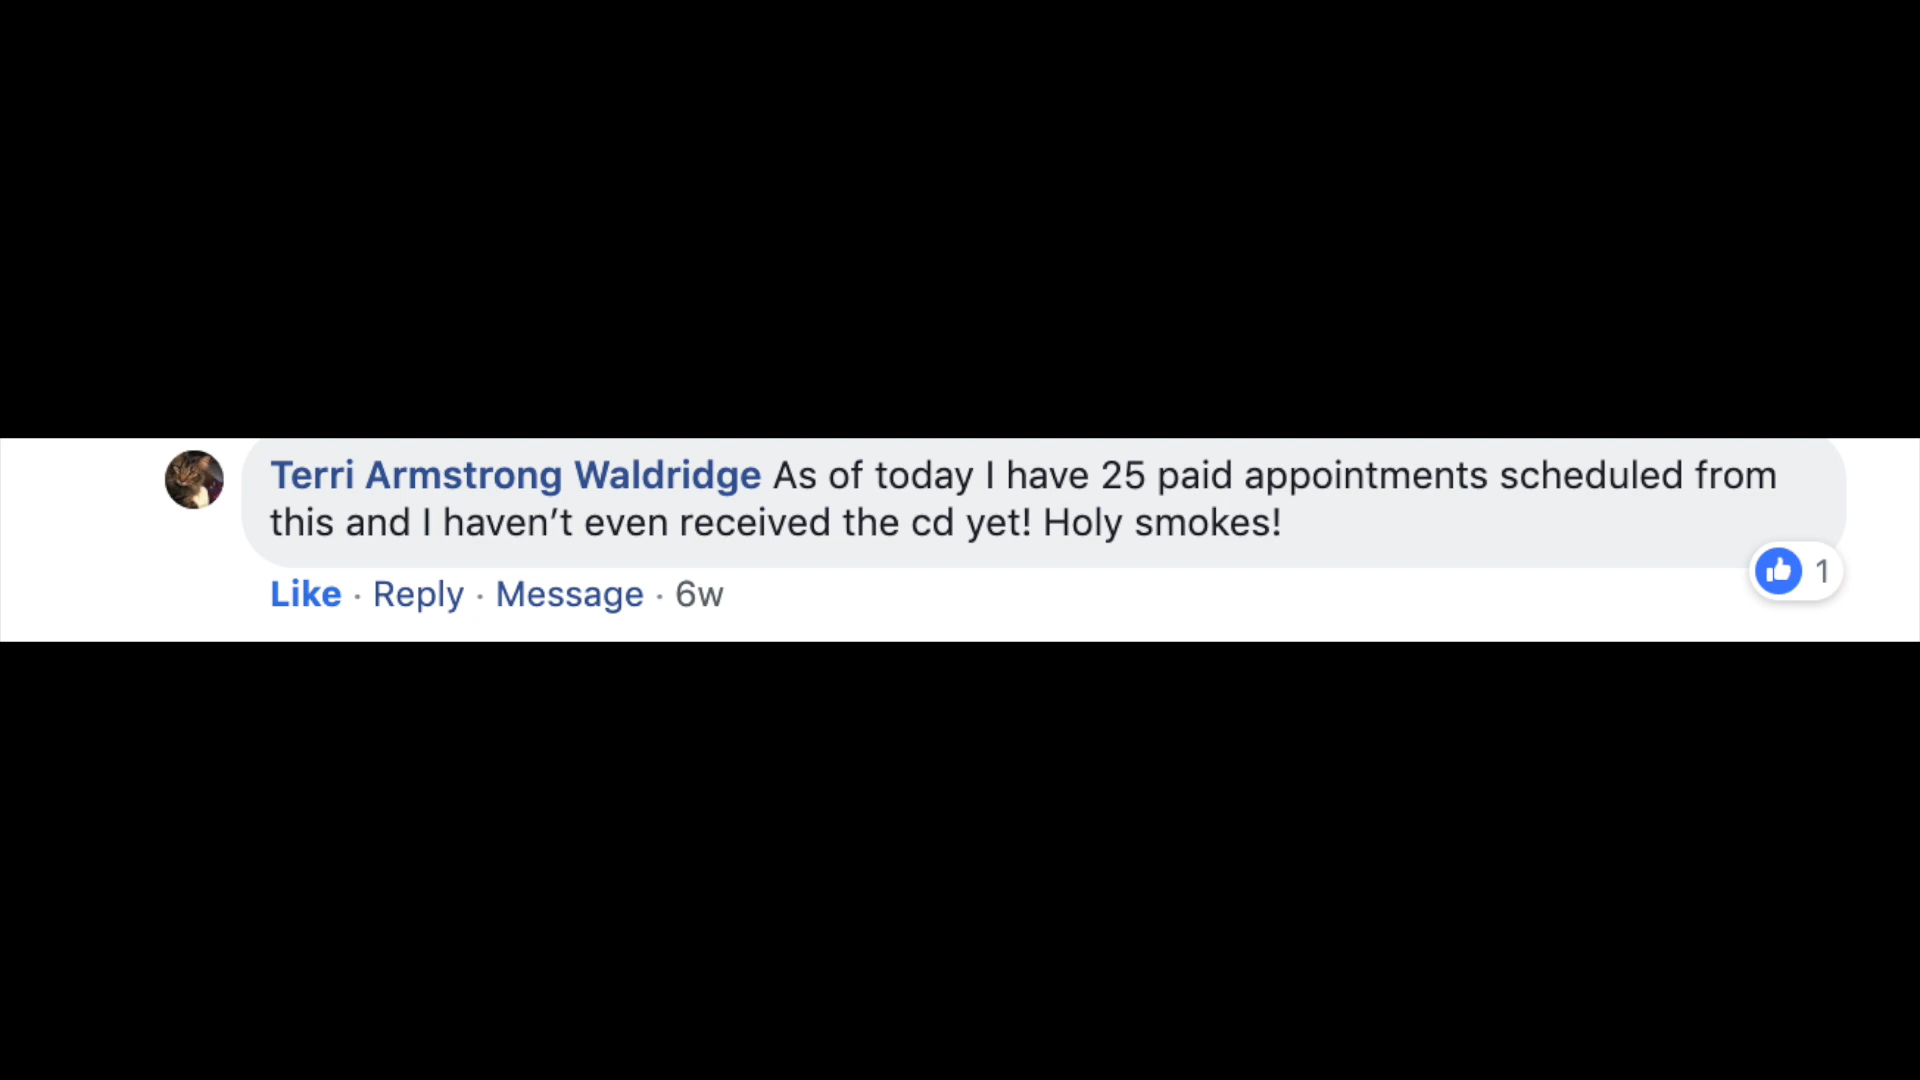 Terri Armstrong Waldridge As of today I have 25 paid appointments scheduled from
this and I haven’t even received the cd yet! Holy smokes!
1
Like · Reply · Message · 6w